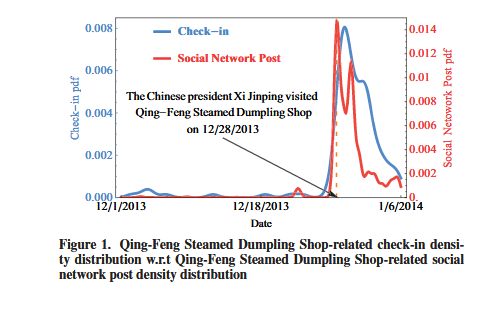 0.008
0.006
0.004
0.002
0.000
Check-in pdf
Check-in
Social Network Post
The Chinese president Xi Jinping visited
Qing-Feng Steamed Dumpling Shop
on 12/28/2013
0.014
0.012
0.010
0.008
0.006
0.004
0.002
0.
Social Notowork Post pdf
12/1/2013
12/18/2013
1/6/2014
Date
Figure 1. Qing-Feng Steamed Dumpling Shop-related check-in densi-
ty distribution w.r.t Qing-Feng Steamed Dumpling Shop-related social
network post density distribution